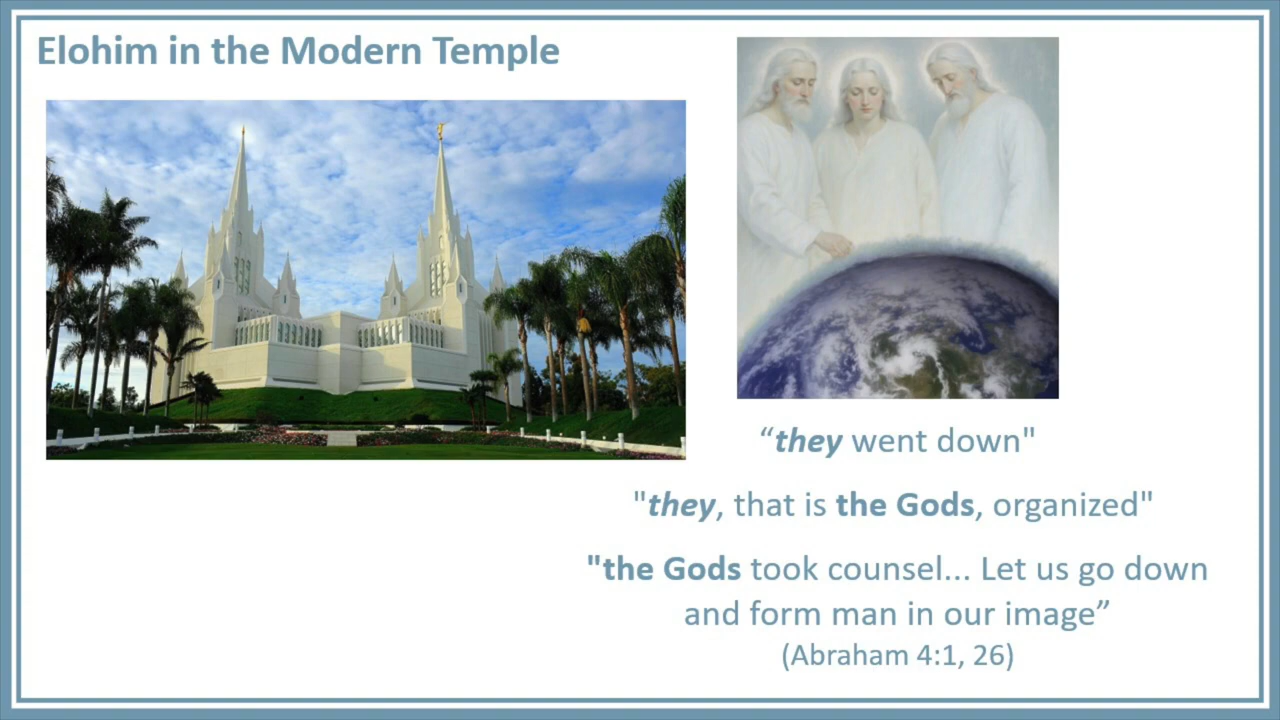 Elohim in the Modern Temple
“they went down"
"they, that is the Gods, organized"
"the Gods took counsel... Let us go down
and form man in our image”
(Abraham 4:1, 26)